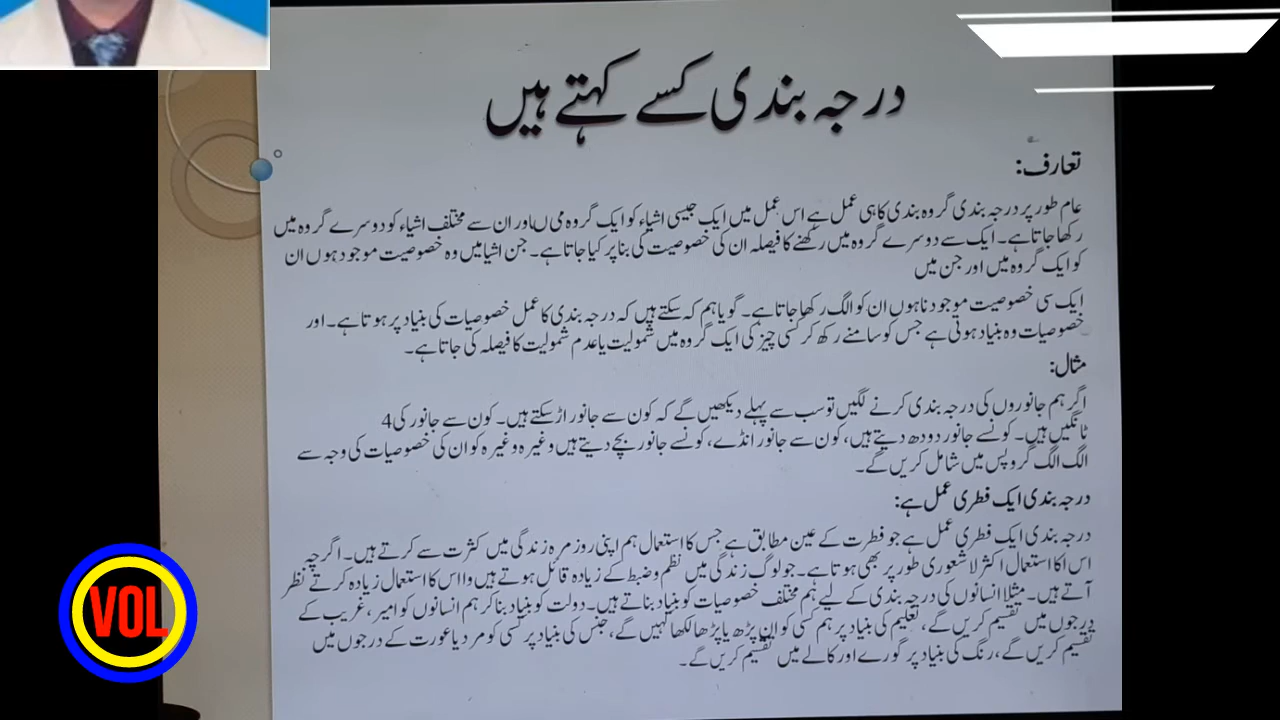 درجہ بندی کسے کہتے ہیں
تعارف:
عام طور پر درجہ بندی گروہ بندی کا ہی عمل ہے اس عمل میں ایک جیسی اشیاء کو ایک گروہ می ںاور ان سے مختلف اشیاء کو دوسرے گروہ میں
رکھا جاتا ہے۔ ایک سے دوسرے گروہ میں رکھنے کا فیصلہ ان کی خصوصیت کی بنا پر کیا جاتا ہے۔ جن اشیا میں وہ خصوصیت موجود ہوں ان
کو ایک گروہ میں اور جن میں
ایک سی خصوصیت موجود نا ہوں ان کو الگ رکھا جاتا ہے۔ گویا ہم کہ سکتے ہیں کہ درجہ بندی کا عمل خصوصیات کی بنیاد پر ہو تا ہے۔ اور
خصوصیات وہ بنیاد ہوتی ہے جس کو سامنے رکھ کر کسی چیز کی ایک گروہ میں شمولیت یا عدم شمولیت کا فیصلہ کی جاتا ہے۔
مثال:
اگر ہم جانوروں کی درجہ بندی کرنے لگیں تو سب سے پہلے دیکھیں گے کہ کون سے جانور اڑ سکتے ہیں۔ کون سے جانور کی 4
ٹانگیں ہیں۔ کونسے جانور دودھ دیتے ہیں، کون سے جانور انڈے، کونسے جانور بچے دیتے ہیں وغیرہ وغیرہ کو ان کی خصوصیات کی وجہ سے
الگ الگ گروپس میں شامل کریں گے۔
درجہ بندی ایک فطری عمل ہے:
درجہ بندی ایک فطری عمل ہے جو فطرت کے عین مطابق ہے جس کا استعمال ہم اپنی روز مرہ زندگی میں کثرت سے کرتے ہیں۔ اگرچہ
اس اکا استعمال اکثر لاشعوری طور پر بھی ہوتا ہے۔ جو لوگ زندگی میں نظم و ضبط کے زیادہ قائل ہوتے ہیں وا اس کا استعمال زیادہ کرتے نظر
آتے ہیں۔ مثلا انسانوں کی درجہ بندی کے لیے ہم مختلف خصوصیات کو بنیاد بناتے ہیں۔ دولت کو بنیاد بنا کر ہم انسانوں کو امیر، غریب کے
درجوں میں تقسیم کریں گے، تعلیم کی بنیاد پر ہم کسی کو ان پڑھ یا پڑھا لکھا کہیں گے، جنس کی بنیاد پر کسی کو مرد یا عورت کے درجوں میں
تقسیم کریں گے، رنگ کی بنیاد پر گورے اور کالے میں تقسیم کریں گے۔
VOL